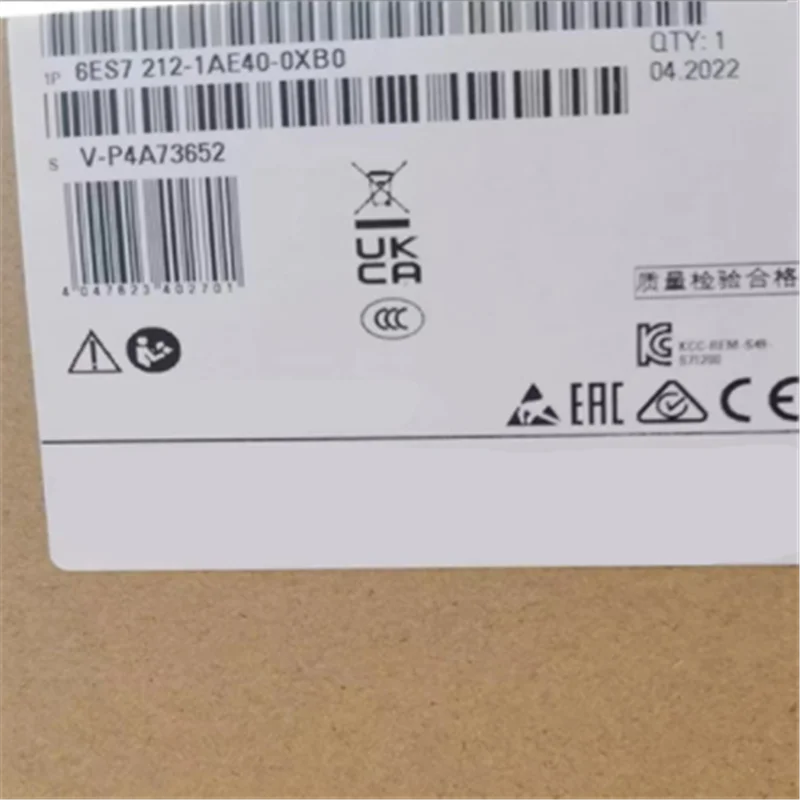 1P 6ES7 212-1AE40-0XB0
QTY: 1
04.2022
S V-P4A73652
4 047623 402701
UK
CA
CCC
质量检验合格
KCC-REM-S49-
S71200
EAC
CE